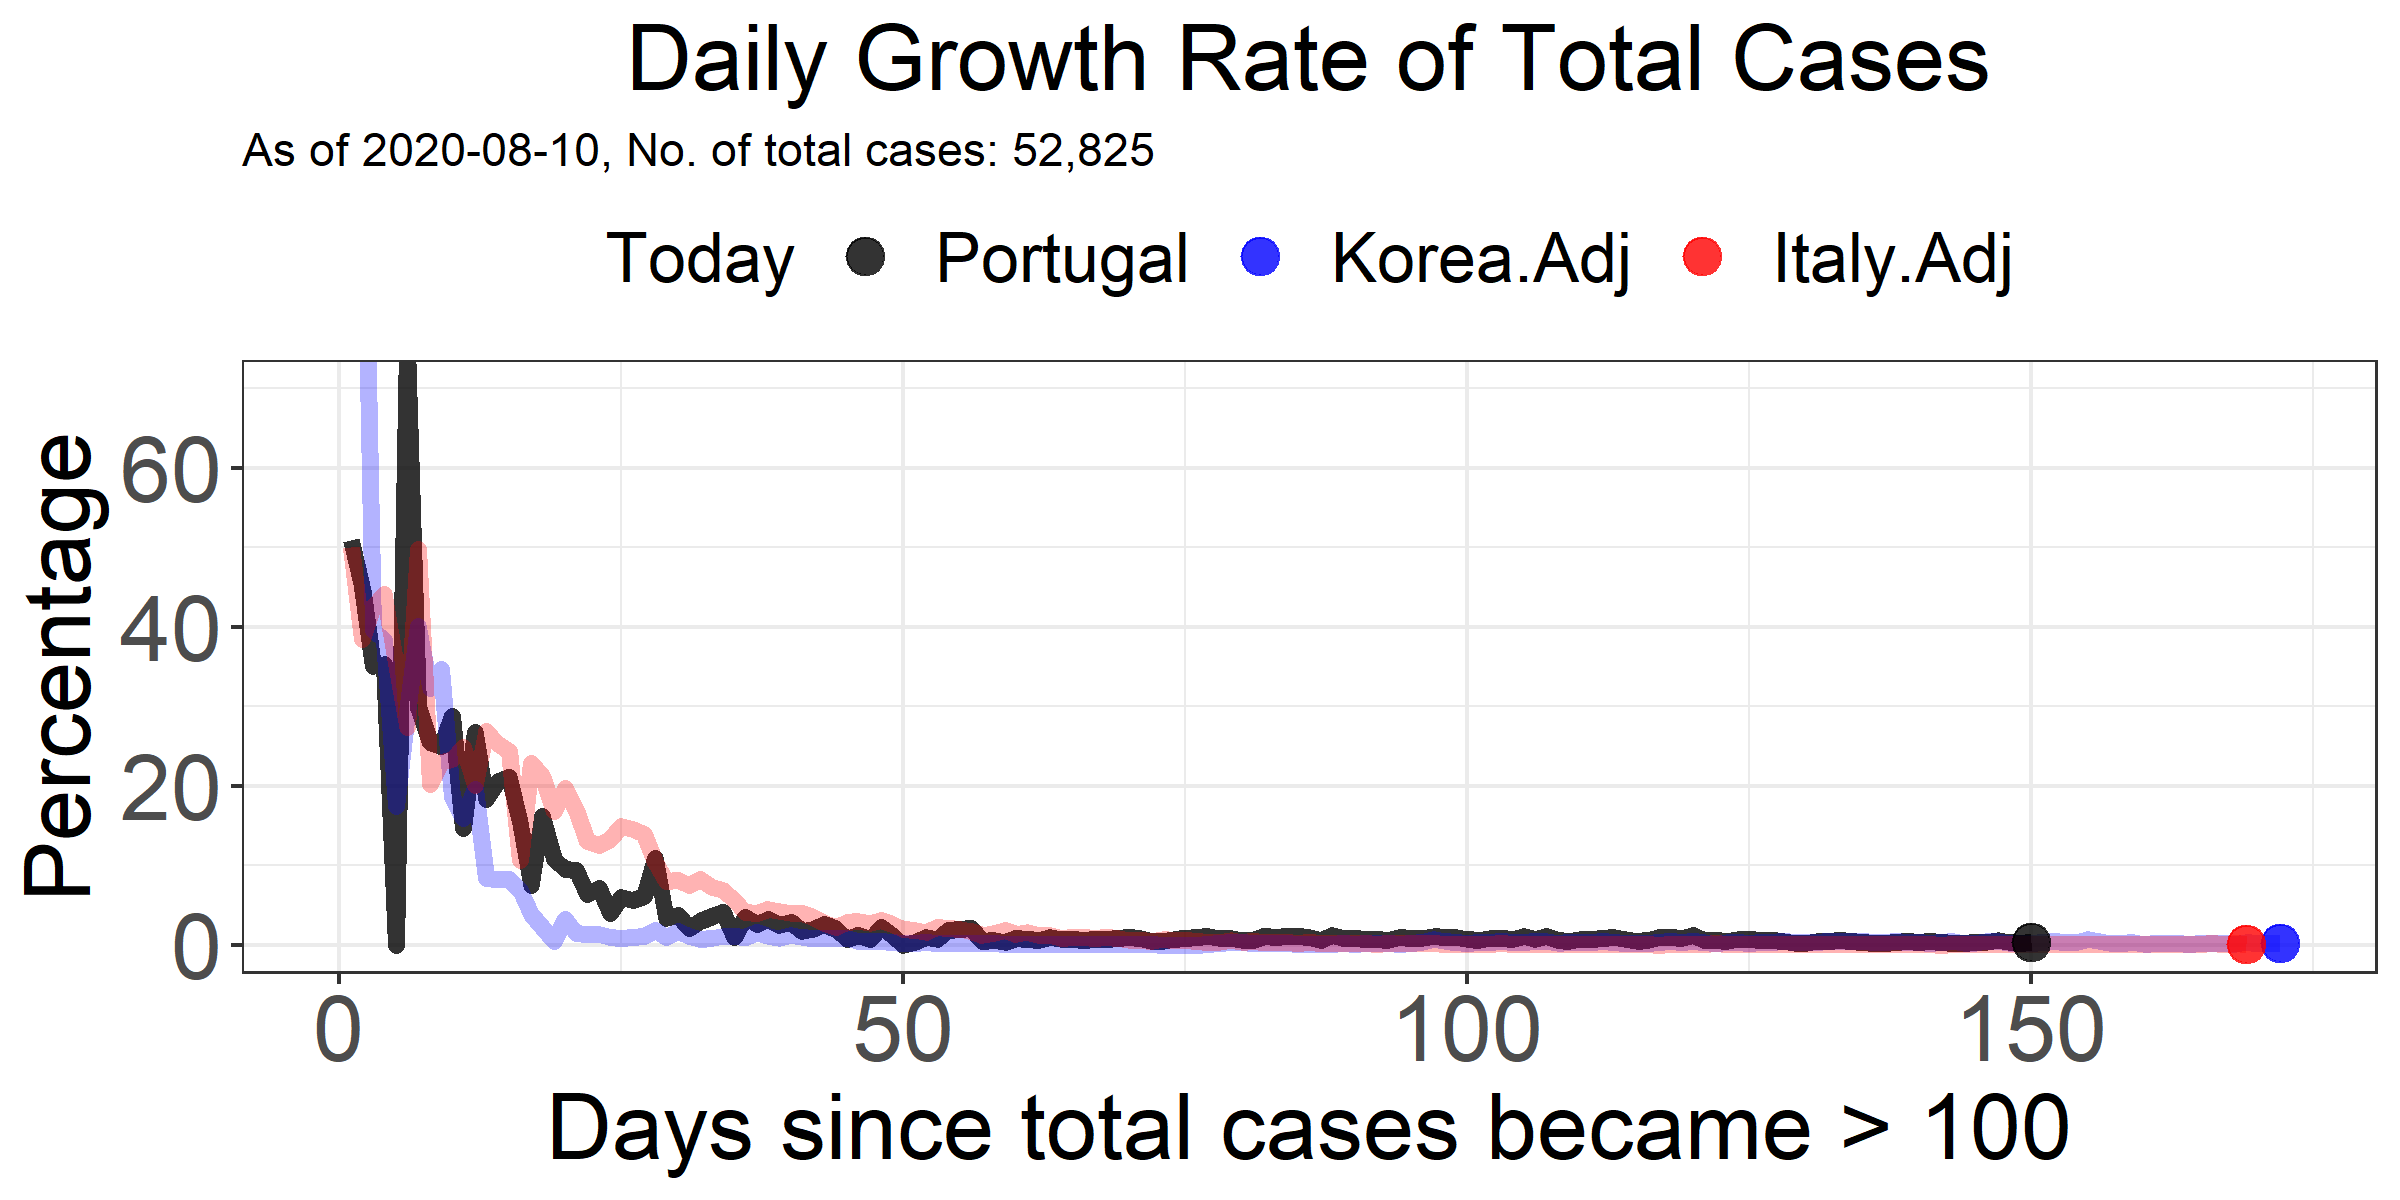 Daily Growth Rate of Total Cases
As of 2020-08-10, No. of total cases: 52,825
Today Portugal Korea.Adj Italy.Adj
Percentage
60
40
20
0
0 50 100 150
Days since total cases became > 100